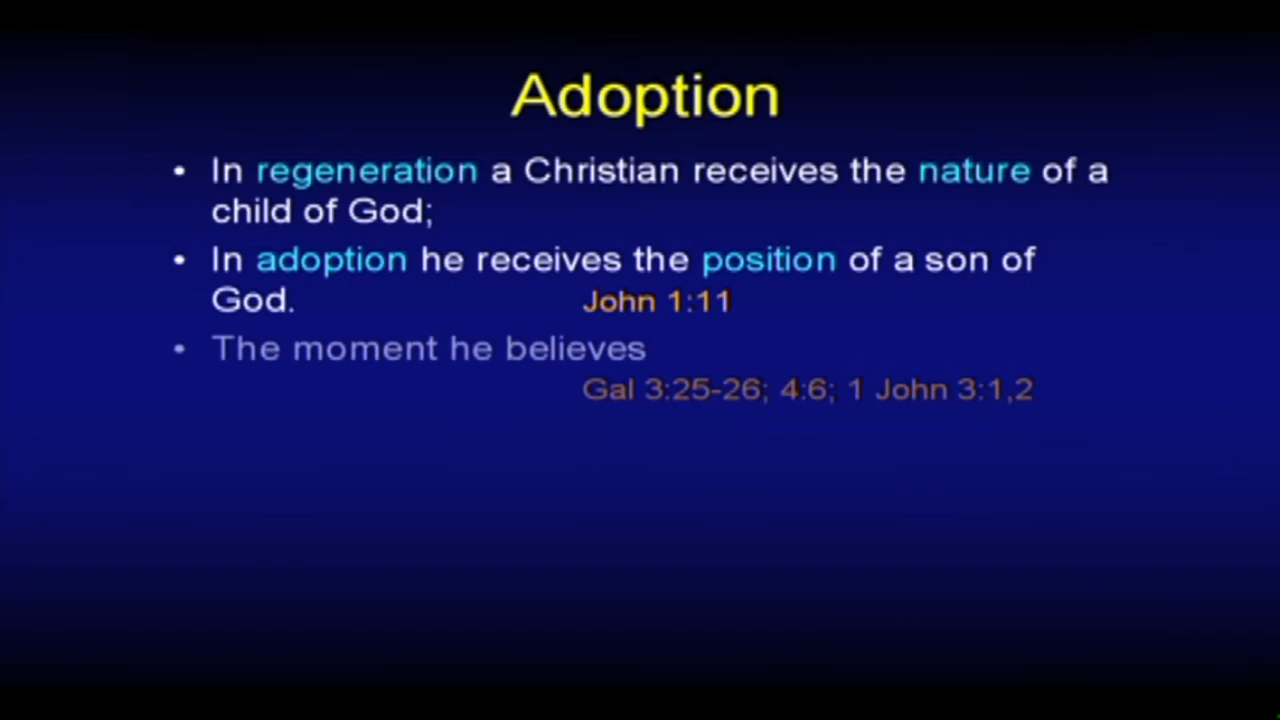 Adoption
• In regeneration a Christian receives the nature of a
child of God;
• In adoption he receives the position of a son of
God. John 1:11
• The moment he believes
Gal 3:25-26; 4:6; 1 John 3:1,2